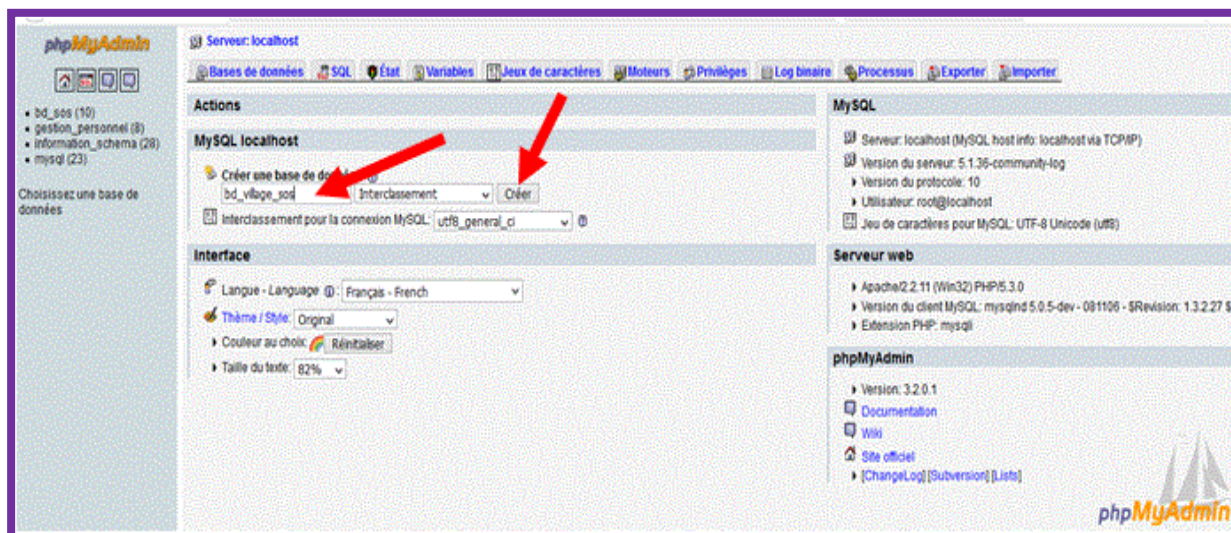 phpMyAdmin
bd_sos (10)
gestion_personnel (8)
information_schema (28)
mysql (23)
Choisissez une base de
données
Serveur: localhost
Bases de données SQL État Variables Jeux de caractères Moteurs Privilèges Log binaire Processus Exporter Importer
Actions
MySQL localhost
Créer une base de
bd_village_sos Interclassement Créer
Interclassement pour la connexion MySQL: utf8_general_ci
Interface
Langue - Language : Français - French
Thème / Style: Original
Couleur au choix: Réinitialiser
Taille du texte: 82%
MySQL
Serveur: localhost (MySQL host info: localhost via TCP/IP)
Version du serveur: 5.1.36-community-log
Version du protocole: 10
Utilisateur: root@localhost
Jeu de caractères pour MySQL: UTF-8 Unicode (utf8)
Serveur web
Apache/2.2.11 (Win32) PHP/5.3.0
Version du client MySQL: mysqlnd 5.0.5-dev - 081106 - $Revision: 1.3.2.27 $
Extension PHP: mysqli
phpMyAdmin
Version: 3.2.0.1
Documentation
Wiki
Site officiel
[ChangeLog] [Subversion] [Lists]
phpMyAdmin